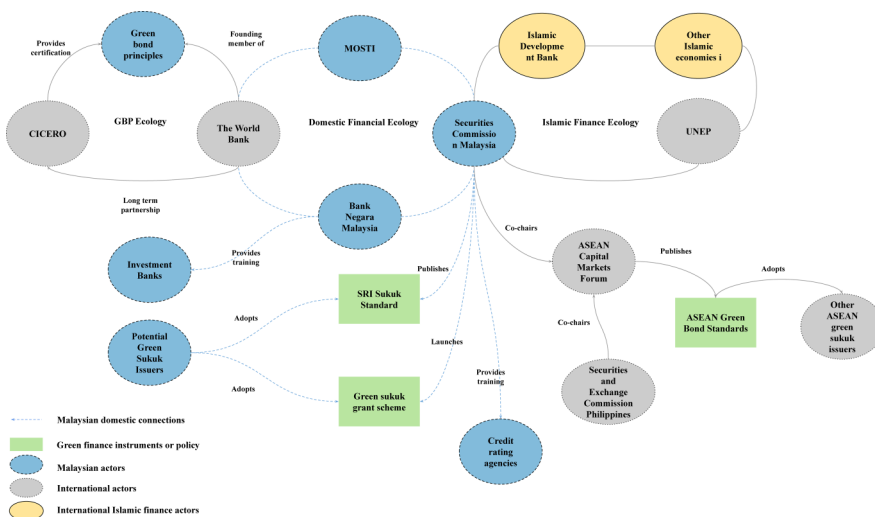 Provides
certification
Green
bond
principles
Founding
member of
MOSTI
Islamic
Developme
nt Bank
Other
Islamic
economies i
CICERO
GBP Ecology
The World
Bank
Domestic Financial Ecology
Securities
Commissio
n Malaysia
Islamic Finance Ecology
UNEP
Long term
partnership
Bank
Negara
Malaysia
Co-chairs
ASEAN
Capital
Markets
Forum
Publishes
Investment
Banks
Provides
training
SRI Sukuk
Standard
Publishes
Adopts
ASEAN Green
Bond Standards
Other
ASEAN
green
sukuk
issuers
Adopts
Potential
Green
Sukuk
Issuers
Launches
Co-chairs
Adopts
Green sukuk
grant scheme
Provides
training
Securities
and
Exchange
Commission
Philippines
Credit
rating
agencies
Malaysian domestic connections
Green finance instruments or policy
Malaysian actors
International actors
International Islamic finance actors